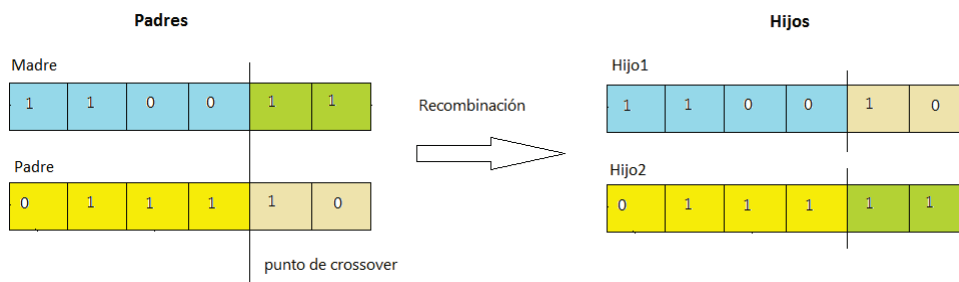 Padres
Hijos
Madre
1 1 0 0 1 1
Padre
0 1 1 1 1 0
punto de crossover
Recombinación
Hijo1
1 1 0 0 1 0
Hijo2
0 1 1 1 1 1